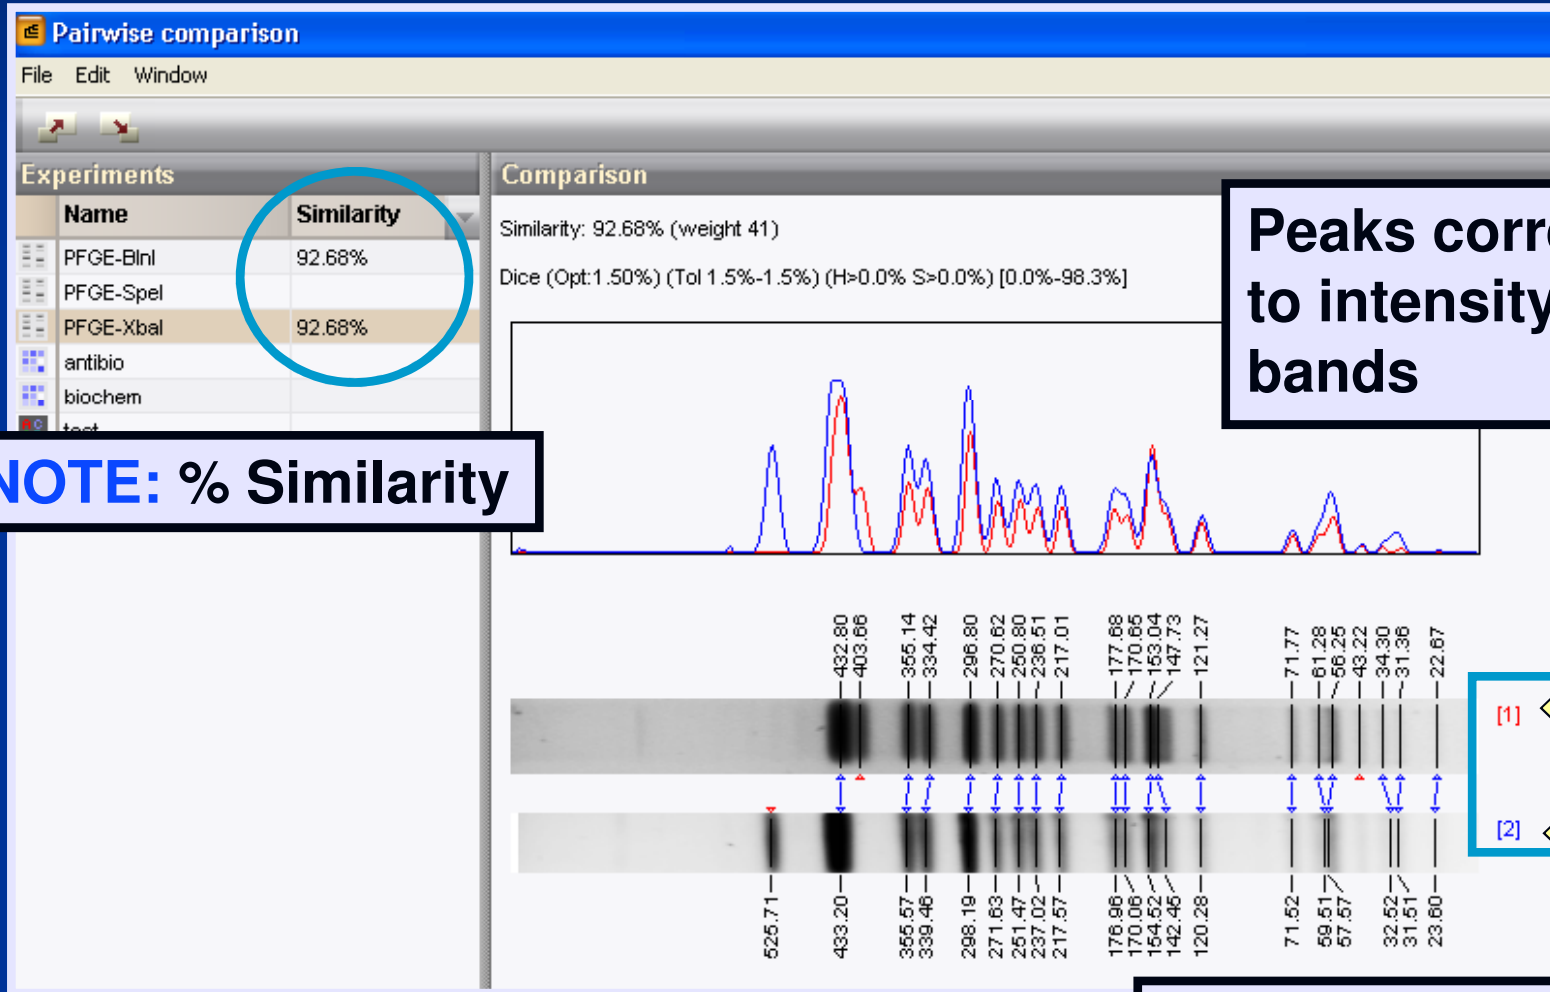 Pairwise comparison
File Edit Window
Experiments
Name Similarity
PFGE-BlnI 92.68%
PFGE-SpeI
PFGE-XbaI 92.68%
antibio
biochem
test
NOTE: % Similarity
Comparison
Similarity: 92.68% (weight 41)
Dice (Opt:1.50%) (Tol 1.5%-1.5%) (H>0.0% S>0.0%) [0.0%-98.3%]
Peaks corre
to intensity
bands
432.80 403.66 355.14 334.42 296.80 270.62 250.80 236.51 217.01 177.68 170.65 153.04 147.73 121.27 71.77 61.28 56.25 43.22 34.30 31.36 22.67
[1]
[2]
525.71 433.20 355.57 339.46 298.19 271.63 251.47 237.02 217.57 176.96 170.06 154.52 142.45 120.28 71.52 59.51 57.57 32.52 31.51 23.60